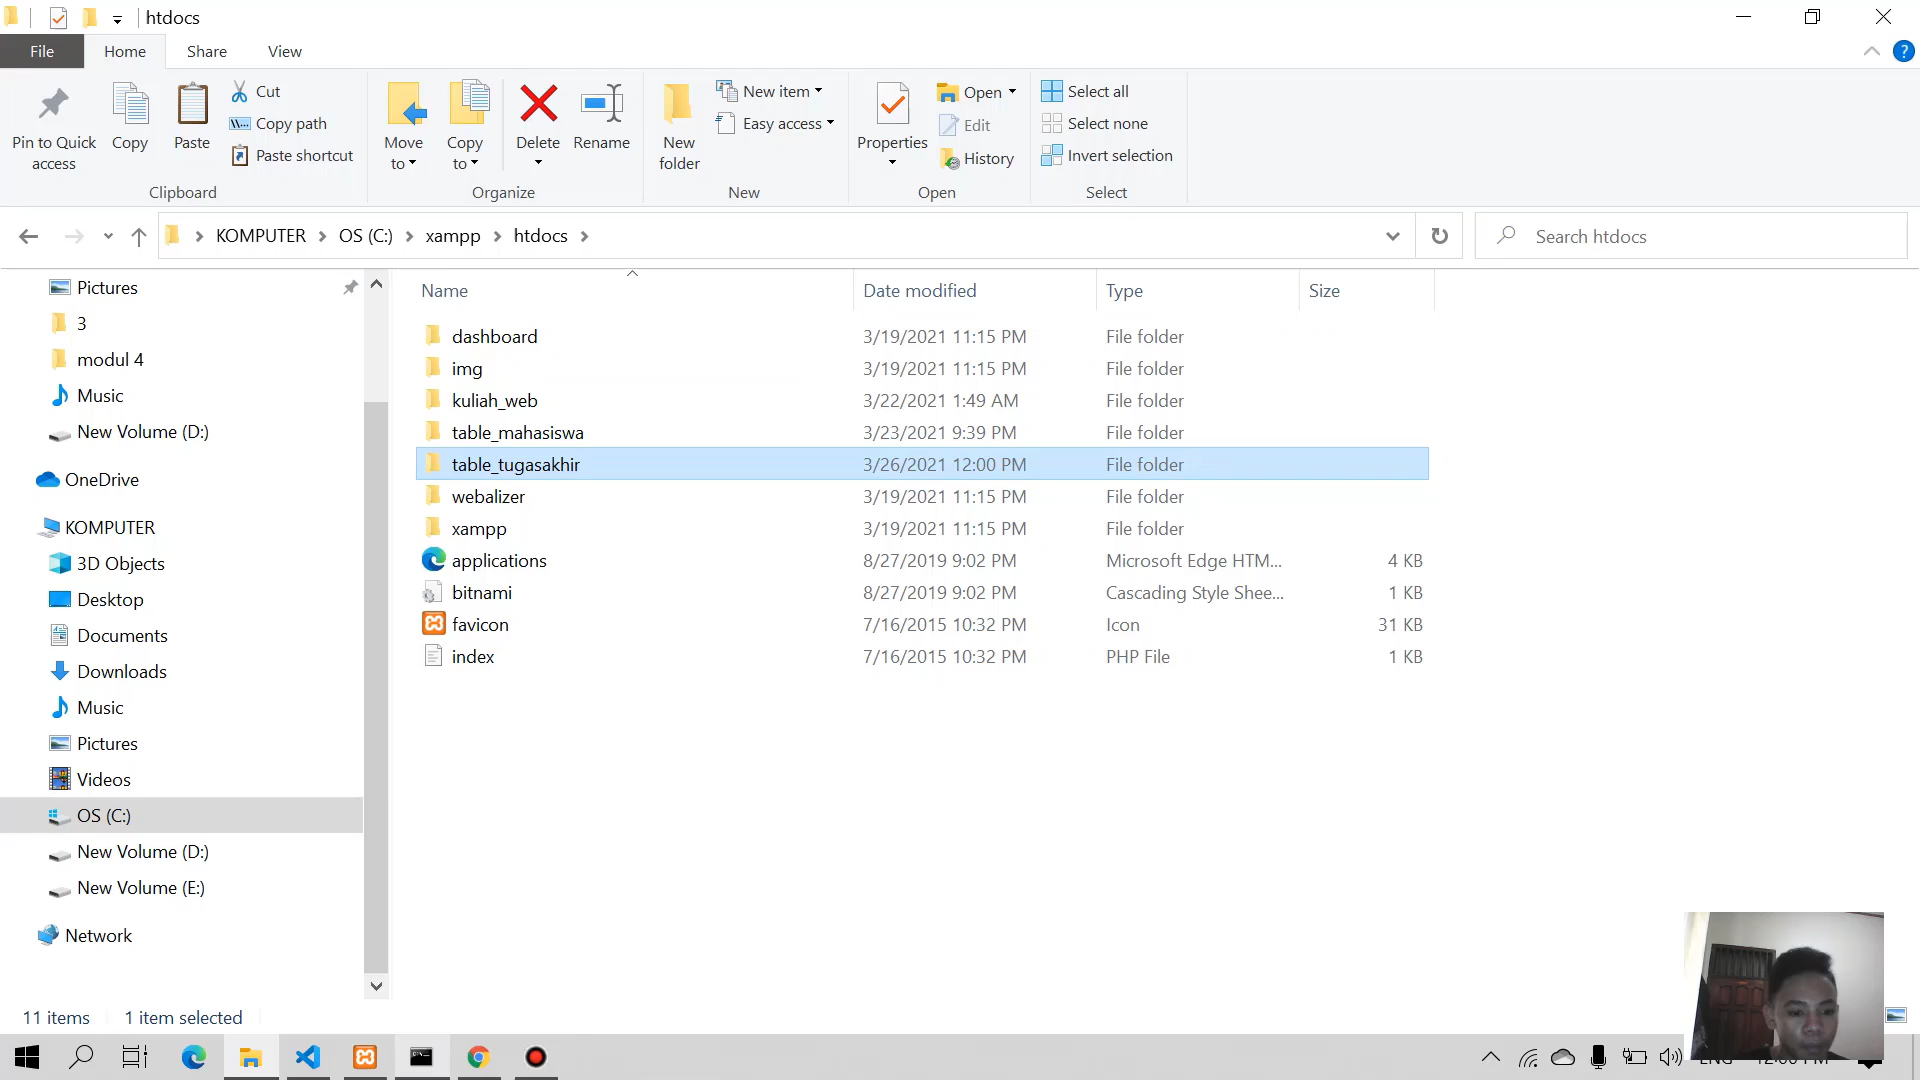 htdocs
File Home Share View
Pin to Quick access
Copy
Paste
Cut
Copy path
Paste shortcut
Clipboard
Move to
Copy to
Delete
Rename
Organize
New folder
New item
Easy access
New
Properties
Open
Edit
History
Open
Select all
Select none
Invert selection
Select
KOMPUTER OS (C:) xampp htdocs
Search htdocs
Pictures
3
modul 4
Music
New Volume (D:)
OneDrive
KOMPUTER
3D Objects
Desktop
Documents
Downloads
Music
Pictures
Videos
OS (C:)
New Volume (D:)
New Volume (E:)
Network
Name Date modified Type Size
dashboard 3/19/2021 11:15 PM File folder
img 3/19/2021 11:15 PM File folder
kuliah_web 3/22/2021 1:49 AM File folder
table_mahasiswa 3/23/2021 9:39 PM File folder
table_tugasakhir 3/26/2021 12:00 PM File folder
webalizer 3/19/2021 11:15 PM File folder
xampp 3/19/2021 11:15 PM File folder
applications 8/27/2019 9:02 PM Microsoft Edge HTM... 4 KB
bitnami 8/27/2019 9:02 PM Cascading Style Shee... 1 KB
favicon 7/16/2015 10:32 PM Icon 31 KB
index 7/16/2015 10:32 PM PHP File 1 KB
11 items 1 item selected